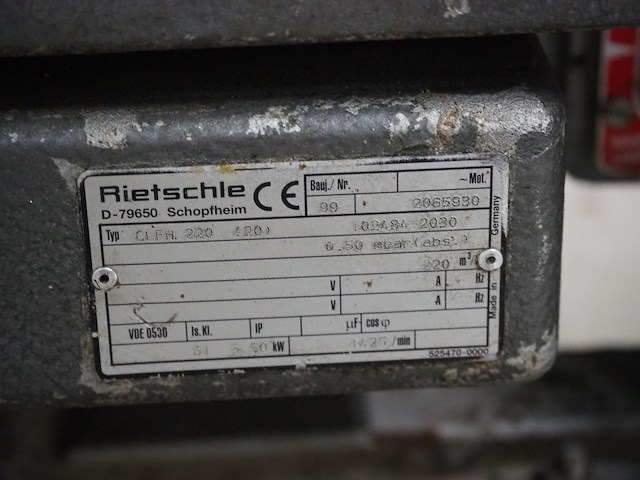 Rietschle CE
Bauj./ Nr. ~ Mot.
D-79650 Schopfheim
99 2065930
Typ CLFH 220 (20) 02484 2030
0.50 mbar(abs.)
220 m³/
V A Hz
V A Hz
VDE 0530 Is.Kl. IP µF cos φ
5.50 kW 1425 /min
525470-0000
Made in Germany